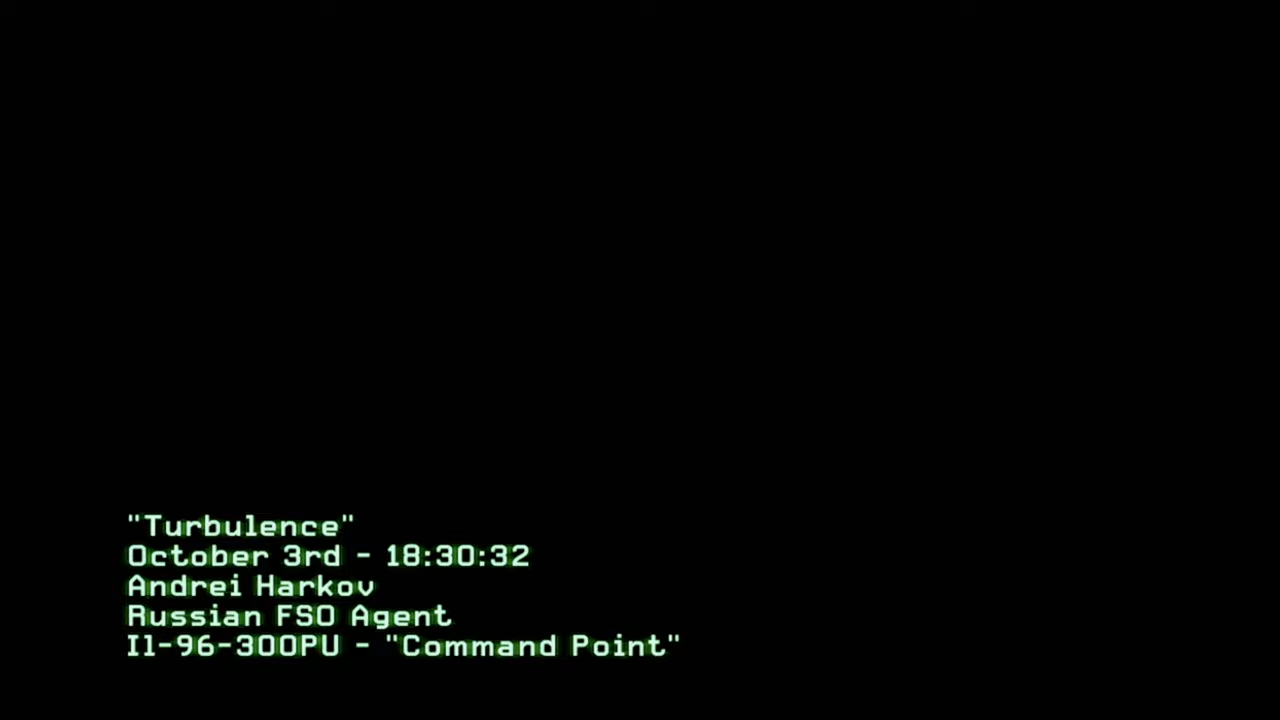 "Turbulence"
October 3rd - 18:30:32
Andrei Harkov
Russian FSO Agent
Il-96-300PU - "Command Point"